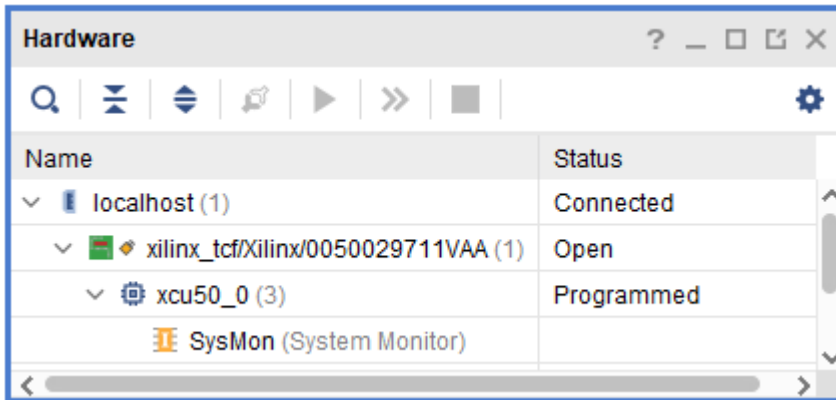 Hardware
Name Status
localhost (1) Connected
xilinx_tcf/Xilinx/0050029711VAA (1) Open
xcu50_0 (3) Programmed
SysMon (System Monitor)